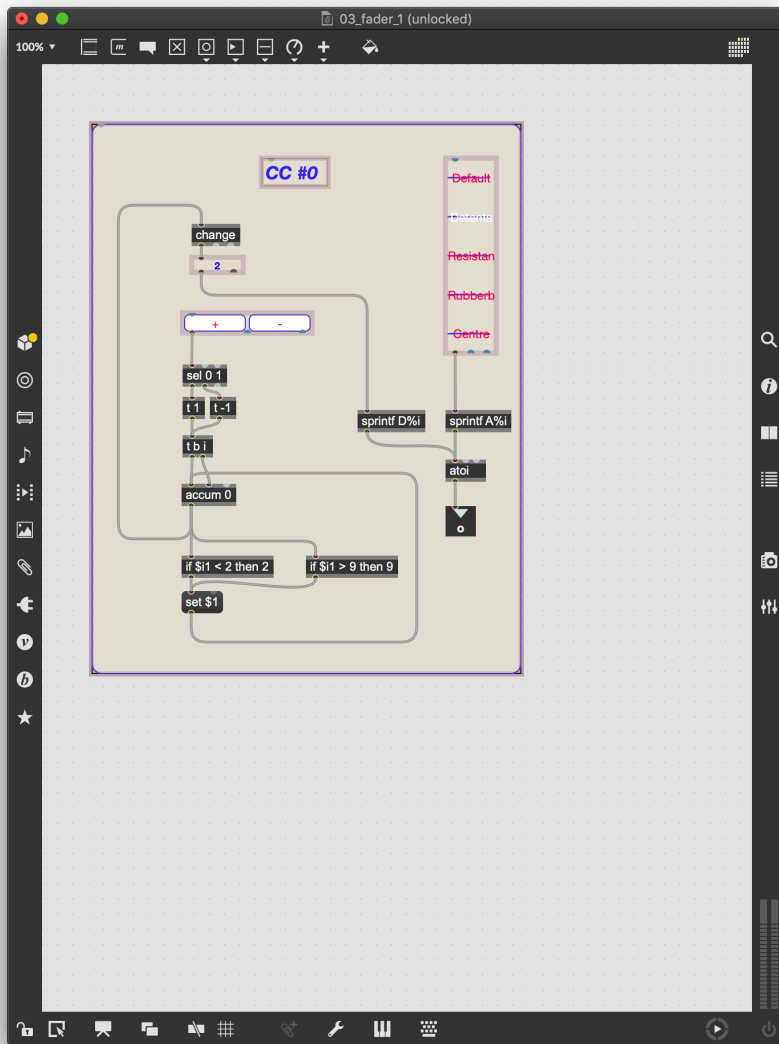 03_fader_1 (unlocked)
100%
CC #0
Default
Detents
Resistan
Rubberb
Centre
change
2
+ -
sel 0 1
t 1 t -1
sprintf D%i sprintf A%i
t b i
atoi
accum 0
o
if $i1 < 2 then 2 if $i1 > 9 then 9
set $1